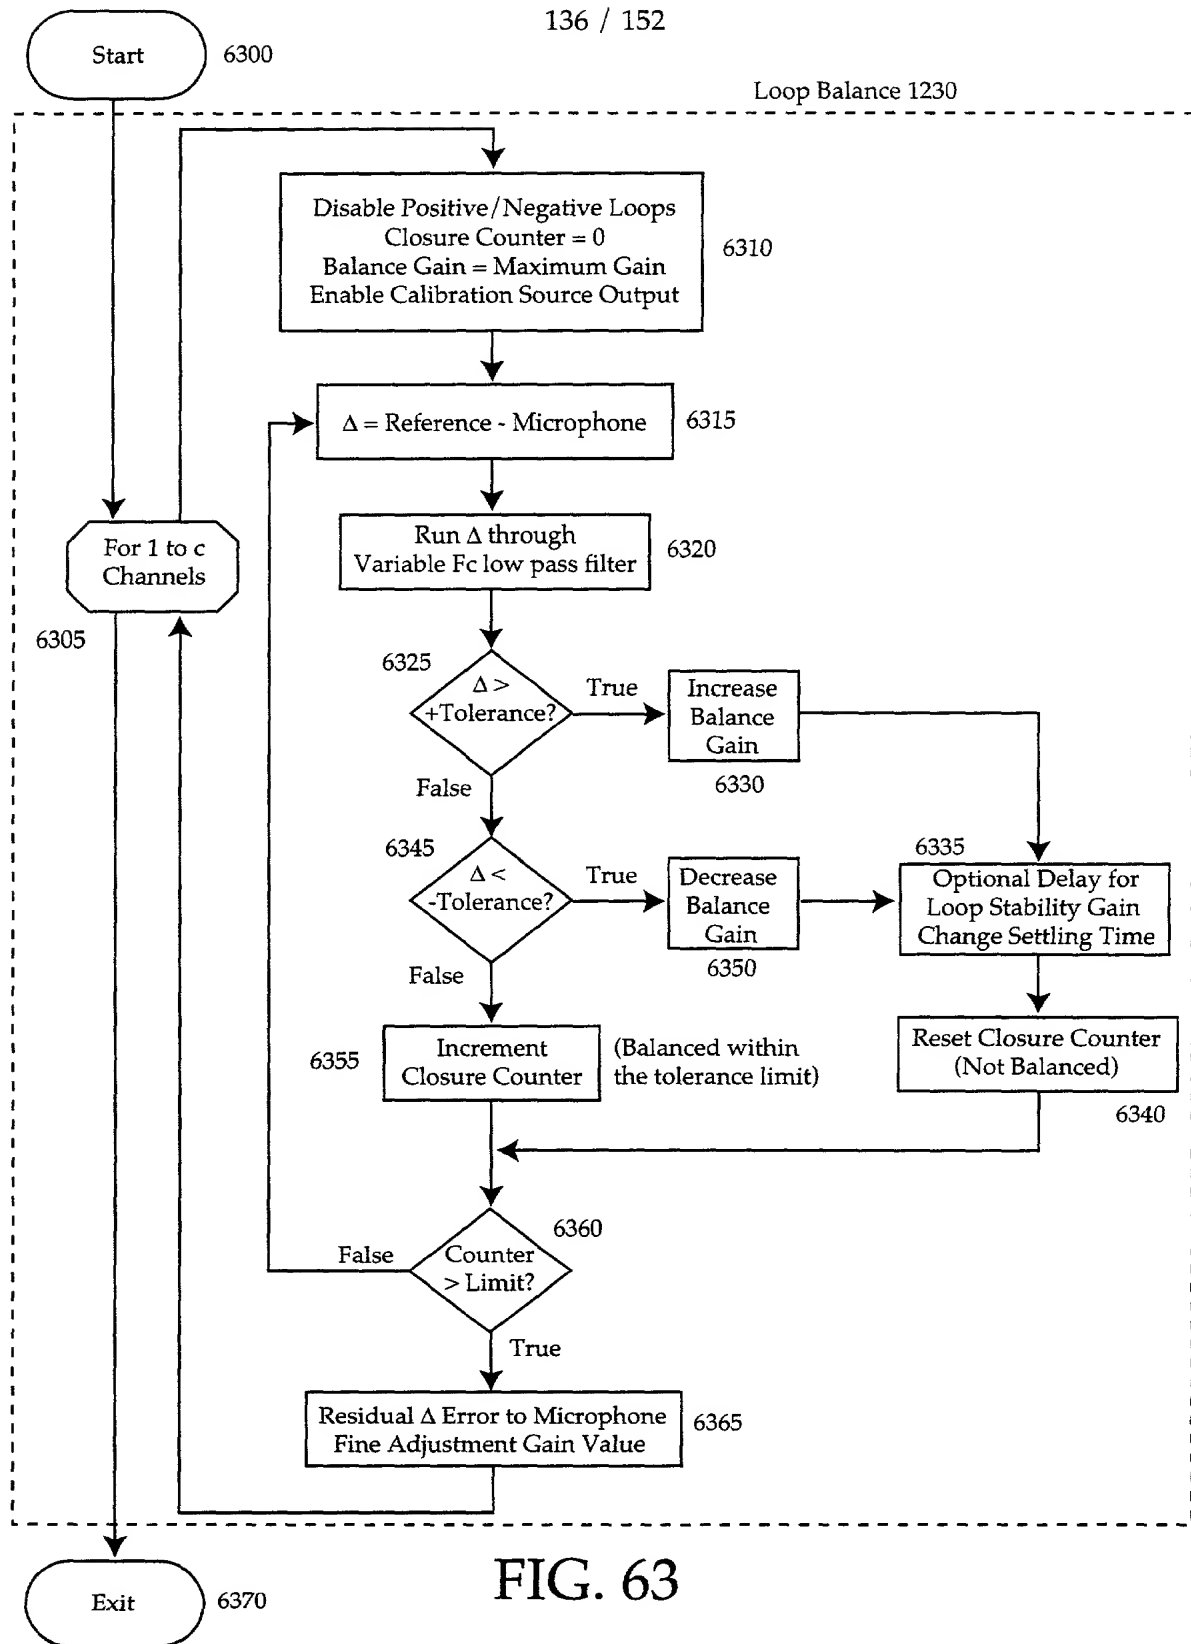 136 / 152
Start
6300
Loop Balance 1230
Disable Positive/Negative Loops
Closure Counter = 0
Balance Gain = Maximum Gain
Enable Calibration Source Output
6310
Δ = Reference - Microphone
6315
For 1 to c
Channels
6305
Run Δ through
Variable Fc low pass filter
6320
6325
Δ >
+Tolerance?
True
Increase
Balance
Gain
6330
False
6345
Δ <
-Tolerance?
True
Decrease
Balance
Gain
6350
6335
Optional Delay for
Loop Stability Gain
Change Settling Time
False
6355
Increment
Closure Counter
(Balanced within
the tolerance limit)
Reset Closure Counter
(Not Balanced)
6340
6360
Counter
> Limit?
False
True
Residual Δ Error to Microphone
Fine Adjustment Gain Value
6365
Exit
6370
FIG. 63